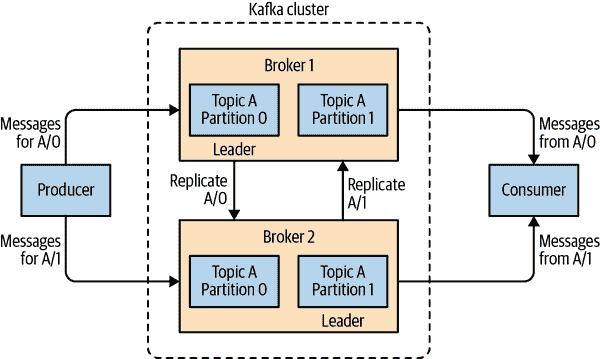 Kafka cluster
Broker 1
Topic A
Partition 0
Topic A
Partition 1
Leader
Messages
for A/0
Messages
from A/0
Producer
Replicate
A/0
Replicate
A/1
Consumer
Messages
for A/1
Messages
from A/1
Broker 2
Topic A
Partition 0
Topic A
Partition 1
Leader